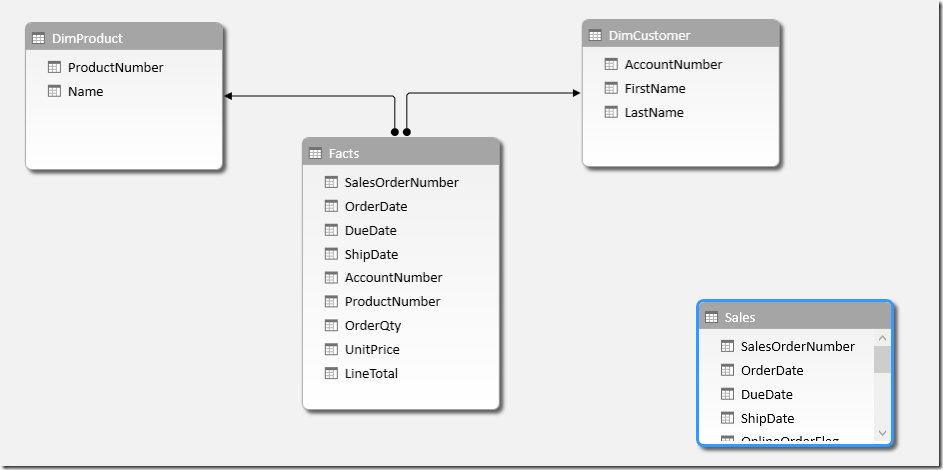 DimProduct
ProductNumber
Name
DimCustomer
AccountNumber
FirstName
LastName
Facts
SalesOrderNumber
OrderDate
DueDate
ShipDate
AccountNumber
ProductNumber
OrderQty
UnitPrice
LineTotal
Sales
SalesOrderNumber
OrderDate
DueDate
ShipDate
OnlineOrderFlag